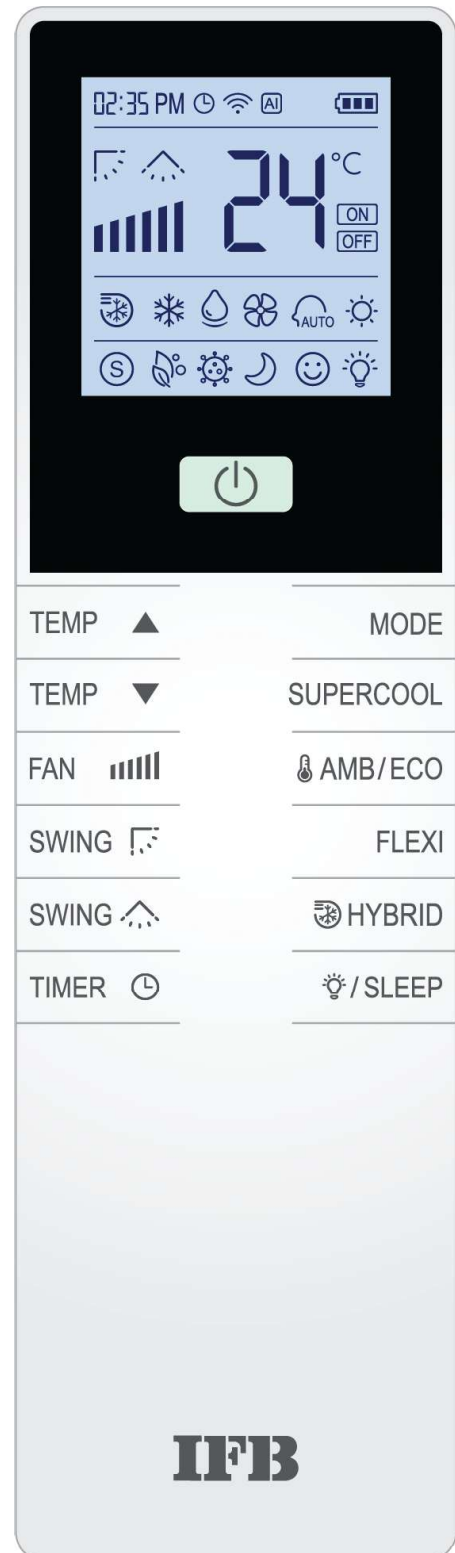 02:35 PM AI
24 °C
ON
OFF
AUTO
S
TEMP ▲ MODE
TEMP ▼ SUPERCOOL
FAN AMB/ECO
SWING FLEXI
SWING HYBRID
TIMER / SLEEP
IFB